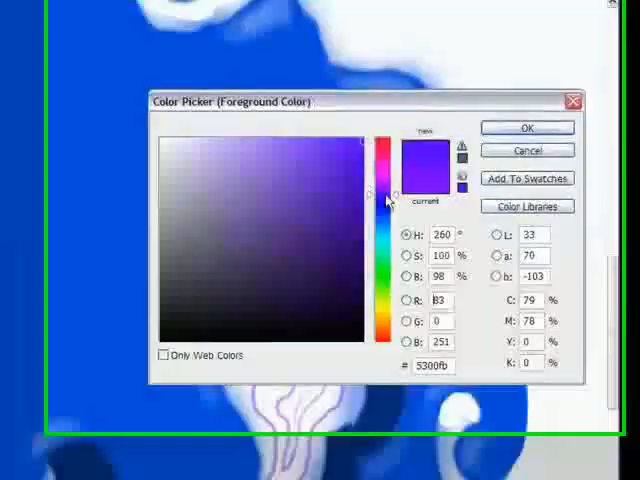 Color Picker (Foreground Color)
new
current
OK
Cancel
Add To Swatches
Color Libraries
H: 260 °
S: 100 %
B: 98 %
R: 83
G: 0
B: 251
# 5300fb
L: 33
a: 70
b: -103
C: 79 %
M: 78 %
Y: 0 %
K: 0 %
Only Web Colors